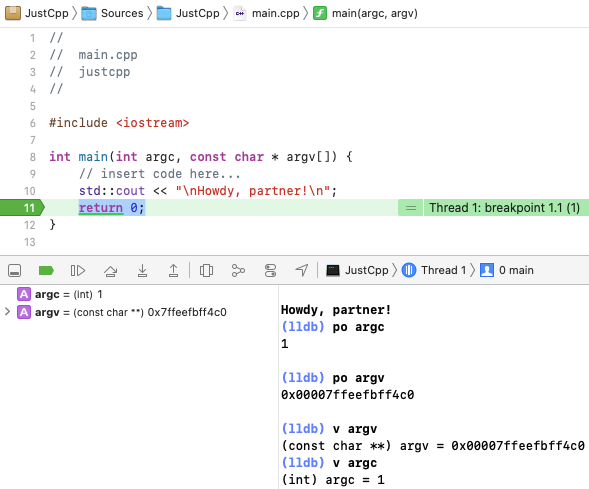 JustCpp Sources JustCpp main.cpp main(argc, argv)
1 //
2 //  main.cpp
3 //  justcpp
4 //
5
6 #include <iostream>
7
8 int main(int argc, const char * argv[]) {
9     // insert code here...
10     std::cout << "\nHowdy, partner!\n";
11     return 0; Thread 1: breakpoint 1.1 (1)
12 }
13
JustCpp Thread 1 0 main
A argc = (int) 1
A argv = (const char **) 0x7ffeefbff4c0
Howdy, partner!
(lldb) po argc
1
(lldb) po argv
0x00007ffeefbff4c0
(lldb) v argv
(const char **) argv = 0x00007ffeefbff4c0
(lldb) v argc
(int) argc = 1